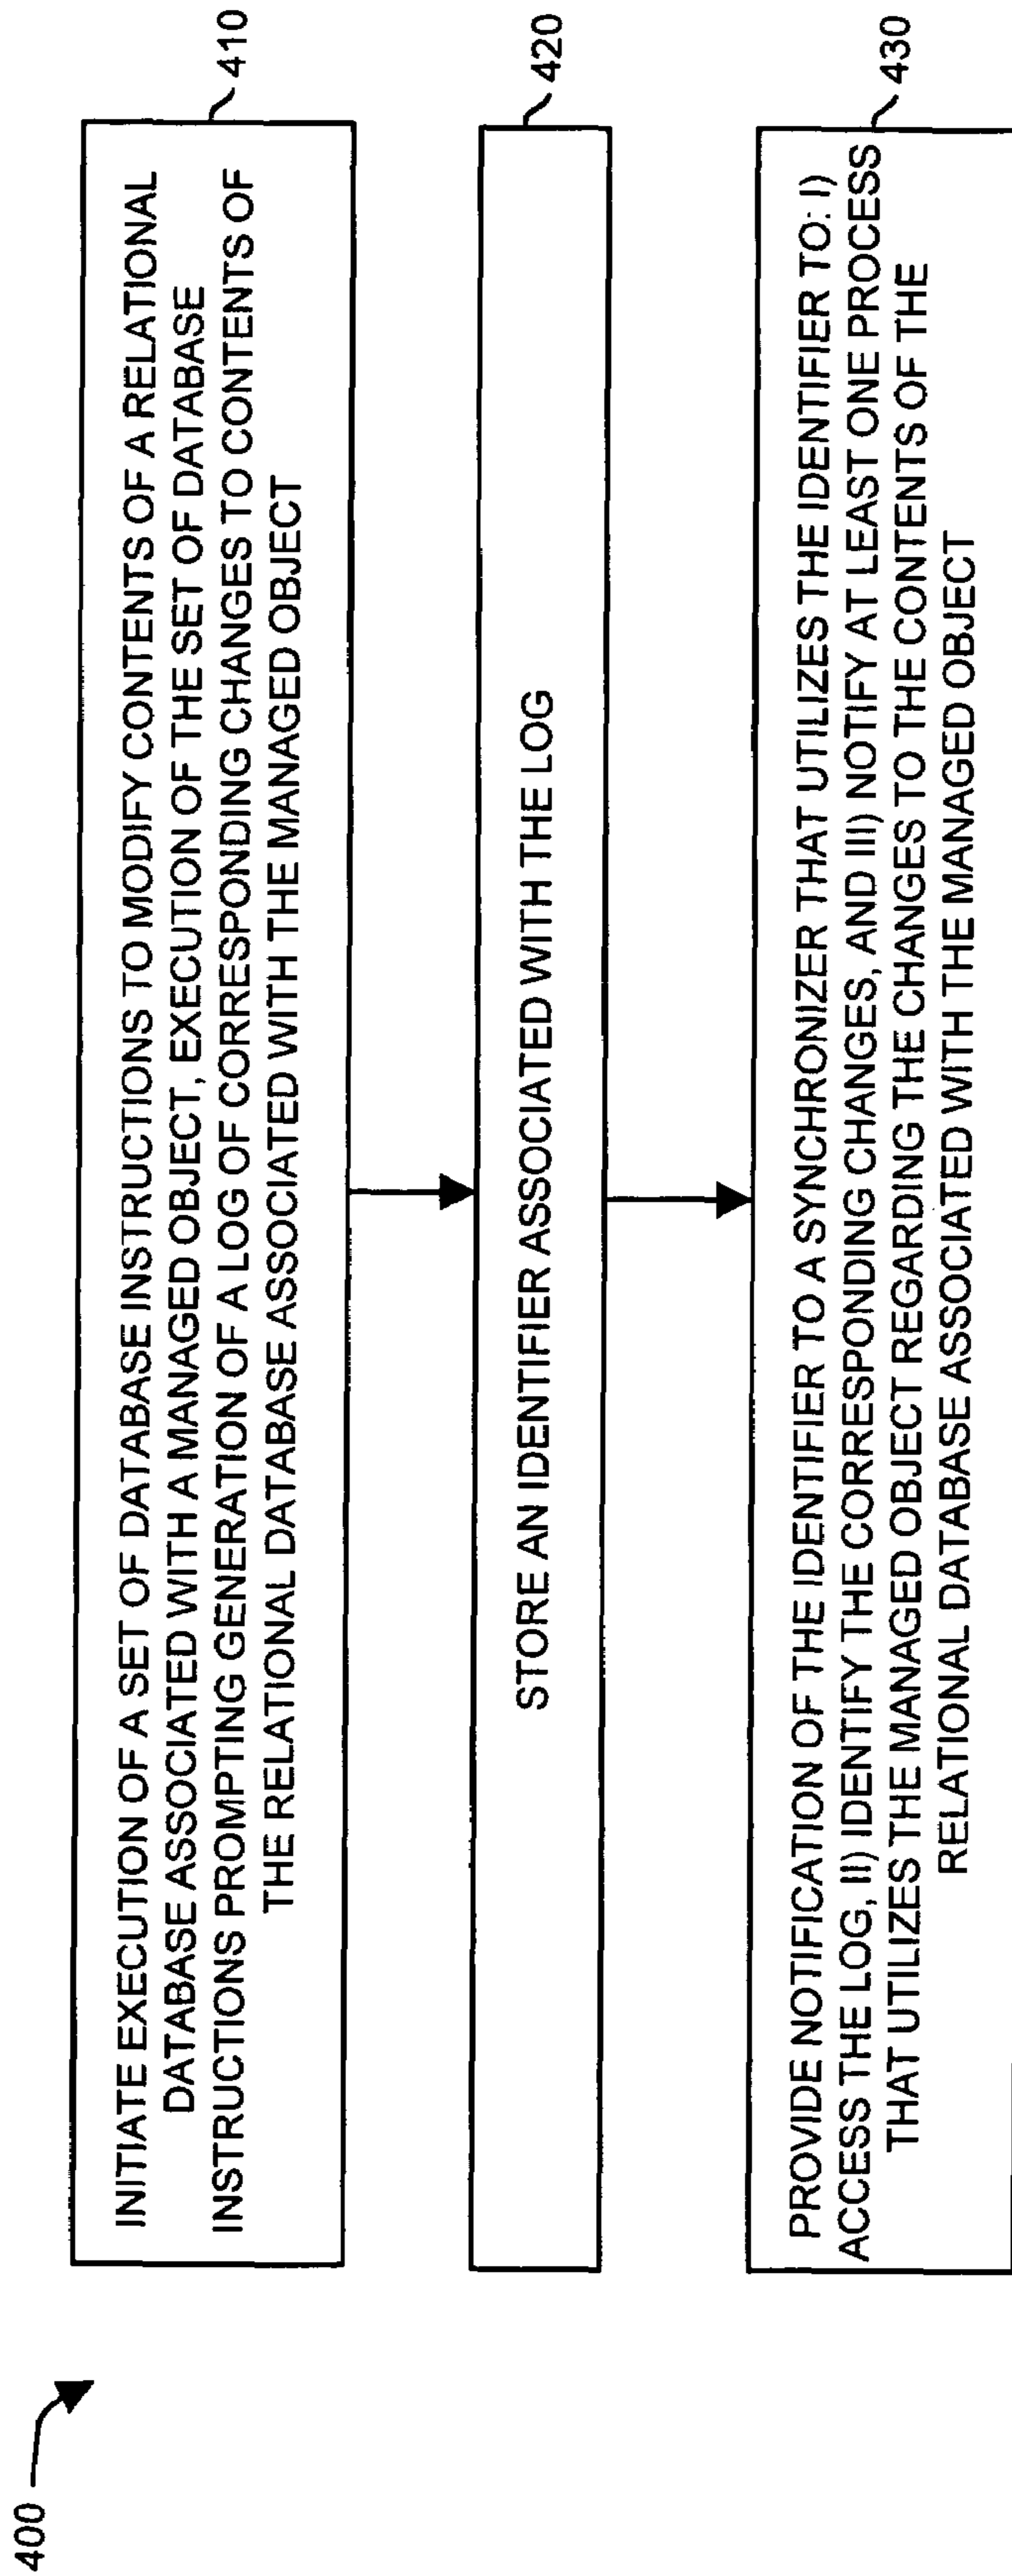 400
INITIATE EXECUTION OF A SET OF DATABASE INSTRUCTIONS TO MODIFY CONTENTS OF A RELATIONAL
DATABASE ASSOCIATED WITH A MANAGED OBJECT, EXECUTION OF THE SET OF DATABASE
INSTRUCTIONS PROMPTING GENERATION OF A LOG OF CORRESPONDING CHANGES TO CONTENTS OF
THE RELATIONAL DATABASE ASSOCIATED WITH THE MANAGED OBJECT
410
STORE AN IDENTIFIER ASSOCIATED WITH THE LOG
420
PROVIDE NOTIFICATION OF THE IDENTIFIER TO A SYNCHRONIZER THAT UTILIZES THE IDENTIFIER TO: I)
ACCESS THE LOG, II) IDENTIFY THE CORRESPONDING CHANGES, AND III) NOTIFY AT LEAST ONE PROCESS
THAT UTILIZES THE MANAGED OBJECT REGARDING THE CHANGES TO THE CONTENTS OF THE
RELATIONAL DATABASE ASSOCIATED WITH THE MANAGED OBJECT
430